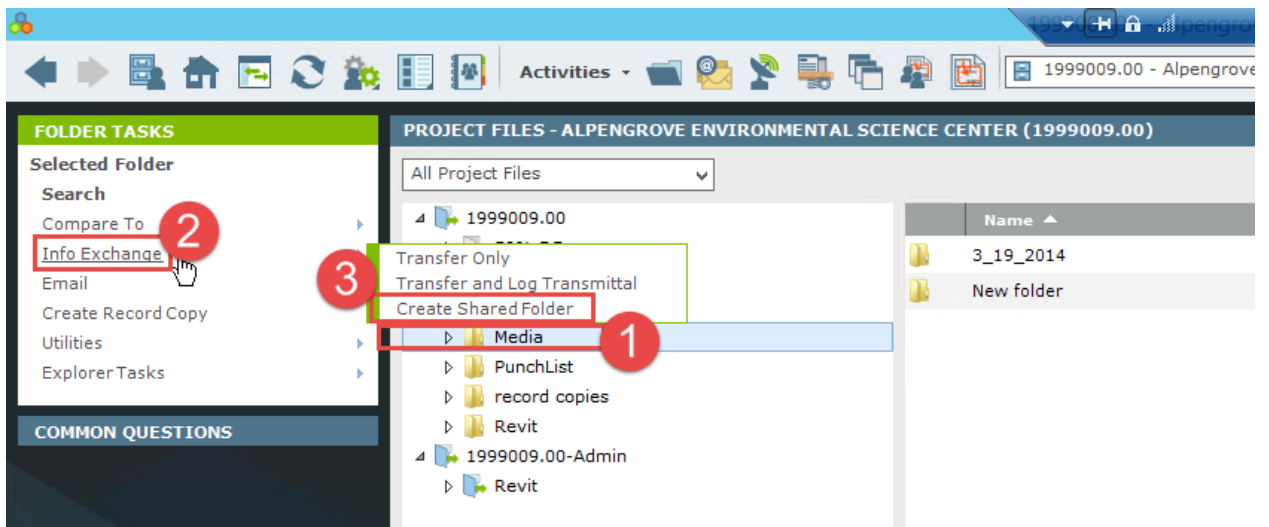 Activities
1999009.00 - Alpengrove
FOLDER TASKS
Selected Folder
Search
Compare To
2
Info Exchange
Email
Create Record Copy
Utilities
Explorer Tasks
COMMON QUESTIONS
PROJECT FILES - ALPENGROVE ENVIRONMENTAL SCIENCE CENTER (1999009.00)
All Project Files
1999009.00
3
Transfer Only
Transfer and Log Transmittal
Create Shared Folder
1
Media
PunchList
record copies
Revit
1999009.00-Admin
Revit
Name
3_19_2014
New folder